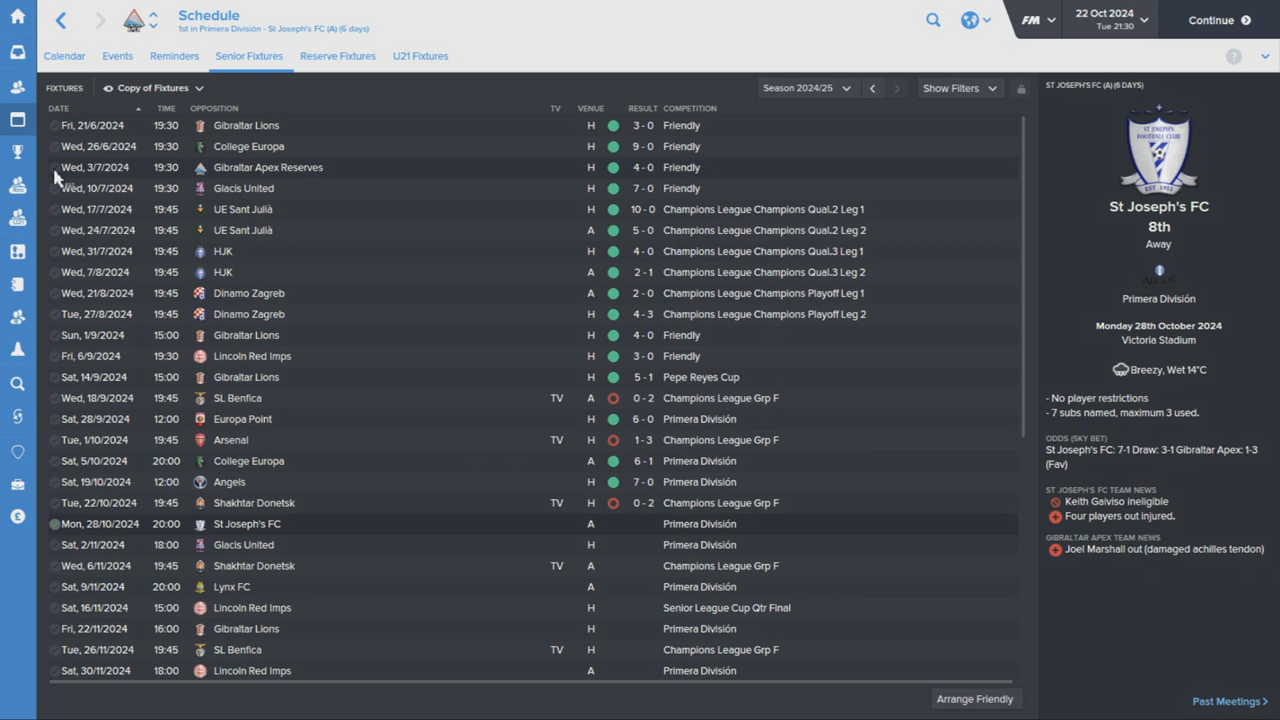 Schedule
1st in Primera División - St Joseph's FC (A) (6 days)
FM
22 Oct 2024
Tue 21:30
Continue
Calendar Events Reminders Senior Fixtures Reserve Fixtures U21 Fixtures
FIXTURES Copy of Fixtures Season 2024/25 Show Filters
DATE TIME OPPOSITION TV VENUE RESULT COMPETITION
Fri, 21/6/2024 19:30 Gibraltar Lions H 3 - 0 Friendly
Wed, 26/6/2024 19:30 College Europa H 9 - 0 Friendly
Wed, 3/7/2024 19:30 Gibraltar Apex Reserves H 4 - 0 Friendly
Wed, 10/7/2024 19:30 Glacis United H 7 - 0 Friendly
Wed, 17/7/2024 19:45 UE Sant Julià H 10 - 0 Champions League Champions Qual.2 Leg 1
Wed, 24/7/2024 19:45 UE Sant Julià A 5 - 0 Champions League Champions Qual.2 Leg 2
Wed, 31/7/2024 19:45 HJK H 4 - 0 Champions League Champions Qual.3 Leg 1
Wed, 7/8/2024 19:45 HJK A 2 - 1 Champions League Champions Qual.3 Leg 2
Wed, 21/8/2024 19:45 Dinamo Zagreb A 2 - 0 Champions League Champions Playoff Leg 1
Tue, 27/8/2024 19:45 Dinamo Zagreb H 4 - 3 Champions League Champions Playoff Leg 2
Sun, 1/9/2024 15:00 Gibraltar Lions H 4 - 0 Friendly
Fri, 6/9/2024 19:30 Lincoln Red Imps H 3 - 0 Friendly
Sat, 14/9/2024 15:00 Gibraltar Lions H 5 - 1 Pepe Reyes Cup
Wed, 18/9/2024 19:45 SL Benfica TV A 0 - 2 Champions League Grp F
Sat, 28/9/2024 12:00 Europa Point H 6 - 0 Primera División
Tue, 1/10/2024 19:45 Arsenal TV H 1 - 3 Champions League Grp F
Sat, 5/10/2024 20:00 College Europa A 6 - 1 Primera División
Sat, 19/10/2024 12:00 Angels H 7 - 0 Primera División
Tue, 22/10/2024 19:45 Shakhtar Donetsk TV H 0 - 2 Champions League Grp F
Mon, 28/10/2024 20:00 St Joseph's FC A Primera División
Sat, 2/11/2024 18:00 Glacis United H Primera División
Wed, 6/11/2024 19:45 Shakhtar Donetsk TV A Champions League Grp F
Sat, 9/11/2024 20:00 Lynx FC A Primera División
Sat, 16/11/2024 15:00 Lincoln Red Imps H Senior League Cup Qtr Final
Fri, 22/11/2024 16:00 Gibraltar Lions H Primera División
Tue, 26/11/2024 19:45 SL Benfica TV H Champions League Grp F
Sat, 30/11/2024 18:00 Lincoln Red Imps A Primera División
Arrange Friendly
ST JOSEPH'S FC (A) (6 DAYS)
ST JOSEPH'S
FOOTBALL CLUB
EST 1912
St Joseph's FC
8th
Away
Primera División
Monday 28th October 2024
Victoria Stadium
Breezy, Wet 14°C
- No player restrictions
- 7 subs named, maximum 3 used.
ODDS (SKY BET)
St Joseph's FC: 7-1 Draw: 3-1 Gibraltar Apex: 1-3
(Fav)
ST JOSEPH'S FC TEAM NEWS
Keith Galviso ineligible
Four players out injured.
GIBRALTAR APEX TEAM NEWS
Joel Marshall out (damaged achilles tendon)
Past Meetings >